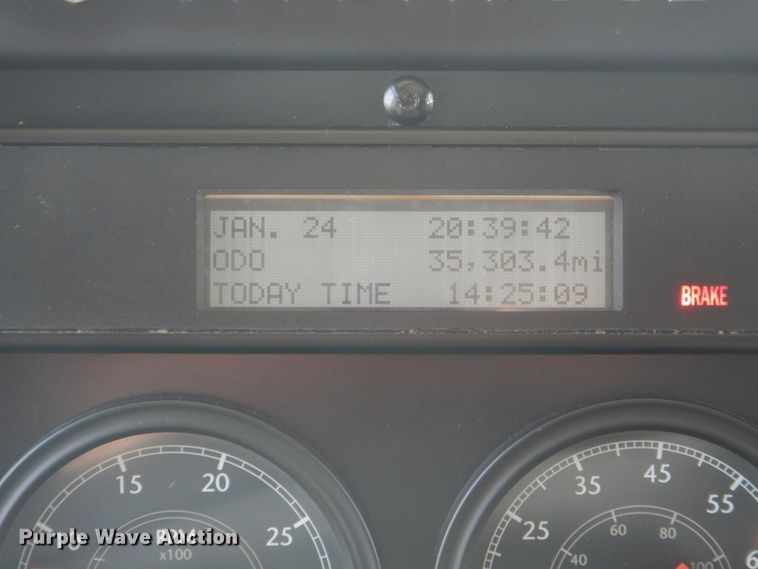 JAN. 24 20:39:42
ODO 35,303.4mi
TODAY TIME 14:25:09
BRAKE
15 20 25
x100
25 35 45 55
40 60 80 100
Purple Wave Auction